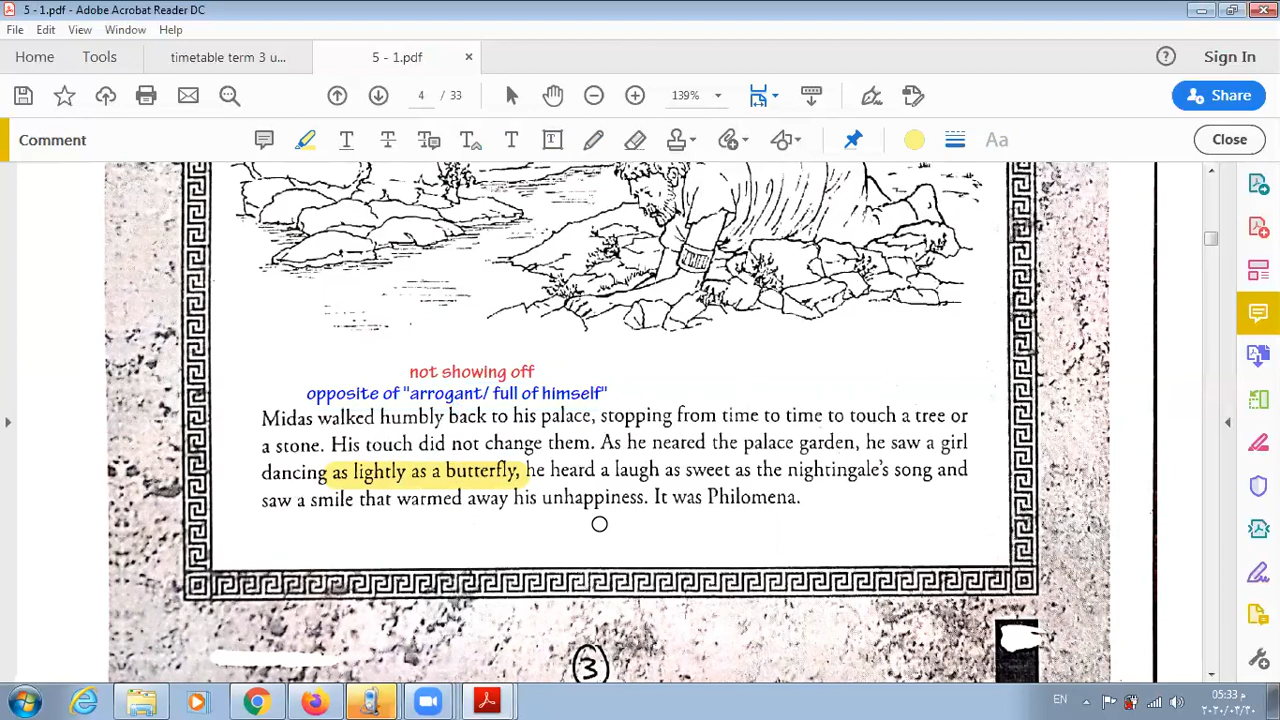 5 - 1.pdf - Adobe Acrobat Reader DC
File Edit View Window Help
Home Tools timetable term 3 u... 5 - 1.pdf × Sign In
4 / 33 139% Share
Comment Aa Close
not showing off
opposite of "arrogant/ full of himself"
Midas walked humbly back to his palace, stopping from time to time to touch a tree or
a stone. His touch did not change them. As he neared the palace garden, he saw a girl
dancing as lightly as a butterfly, he heard a laugh as sweet as the nightingale's song and
saw a smile that warmed away his unhappiness. It was Philomena.
3
EN 05:33 م
٢٠٢٠/٠٣/٣٠